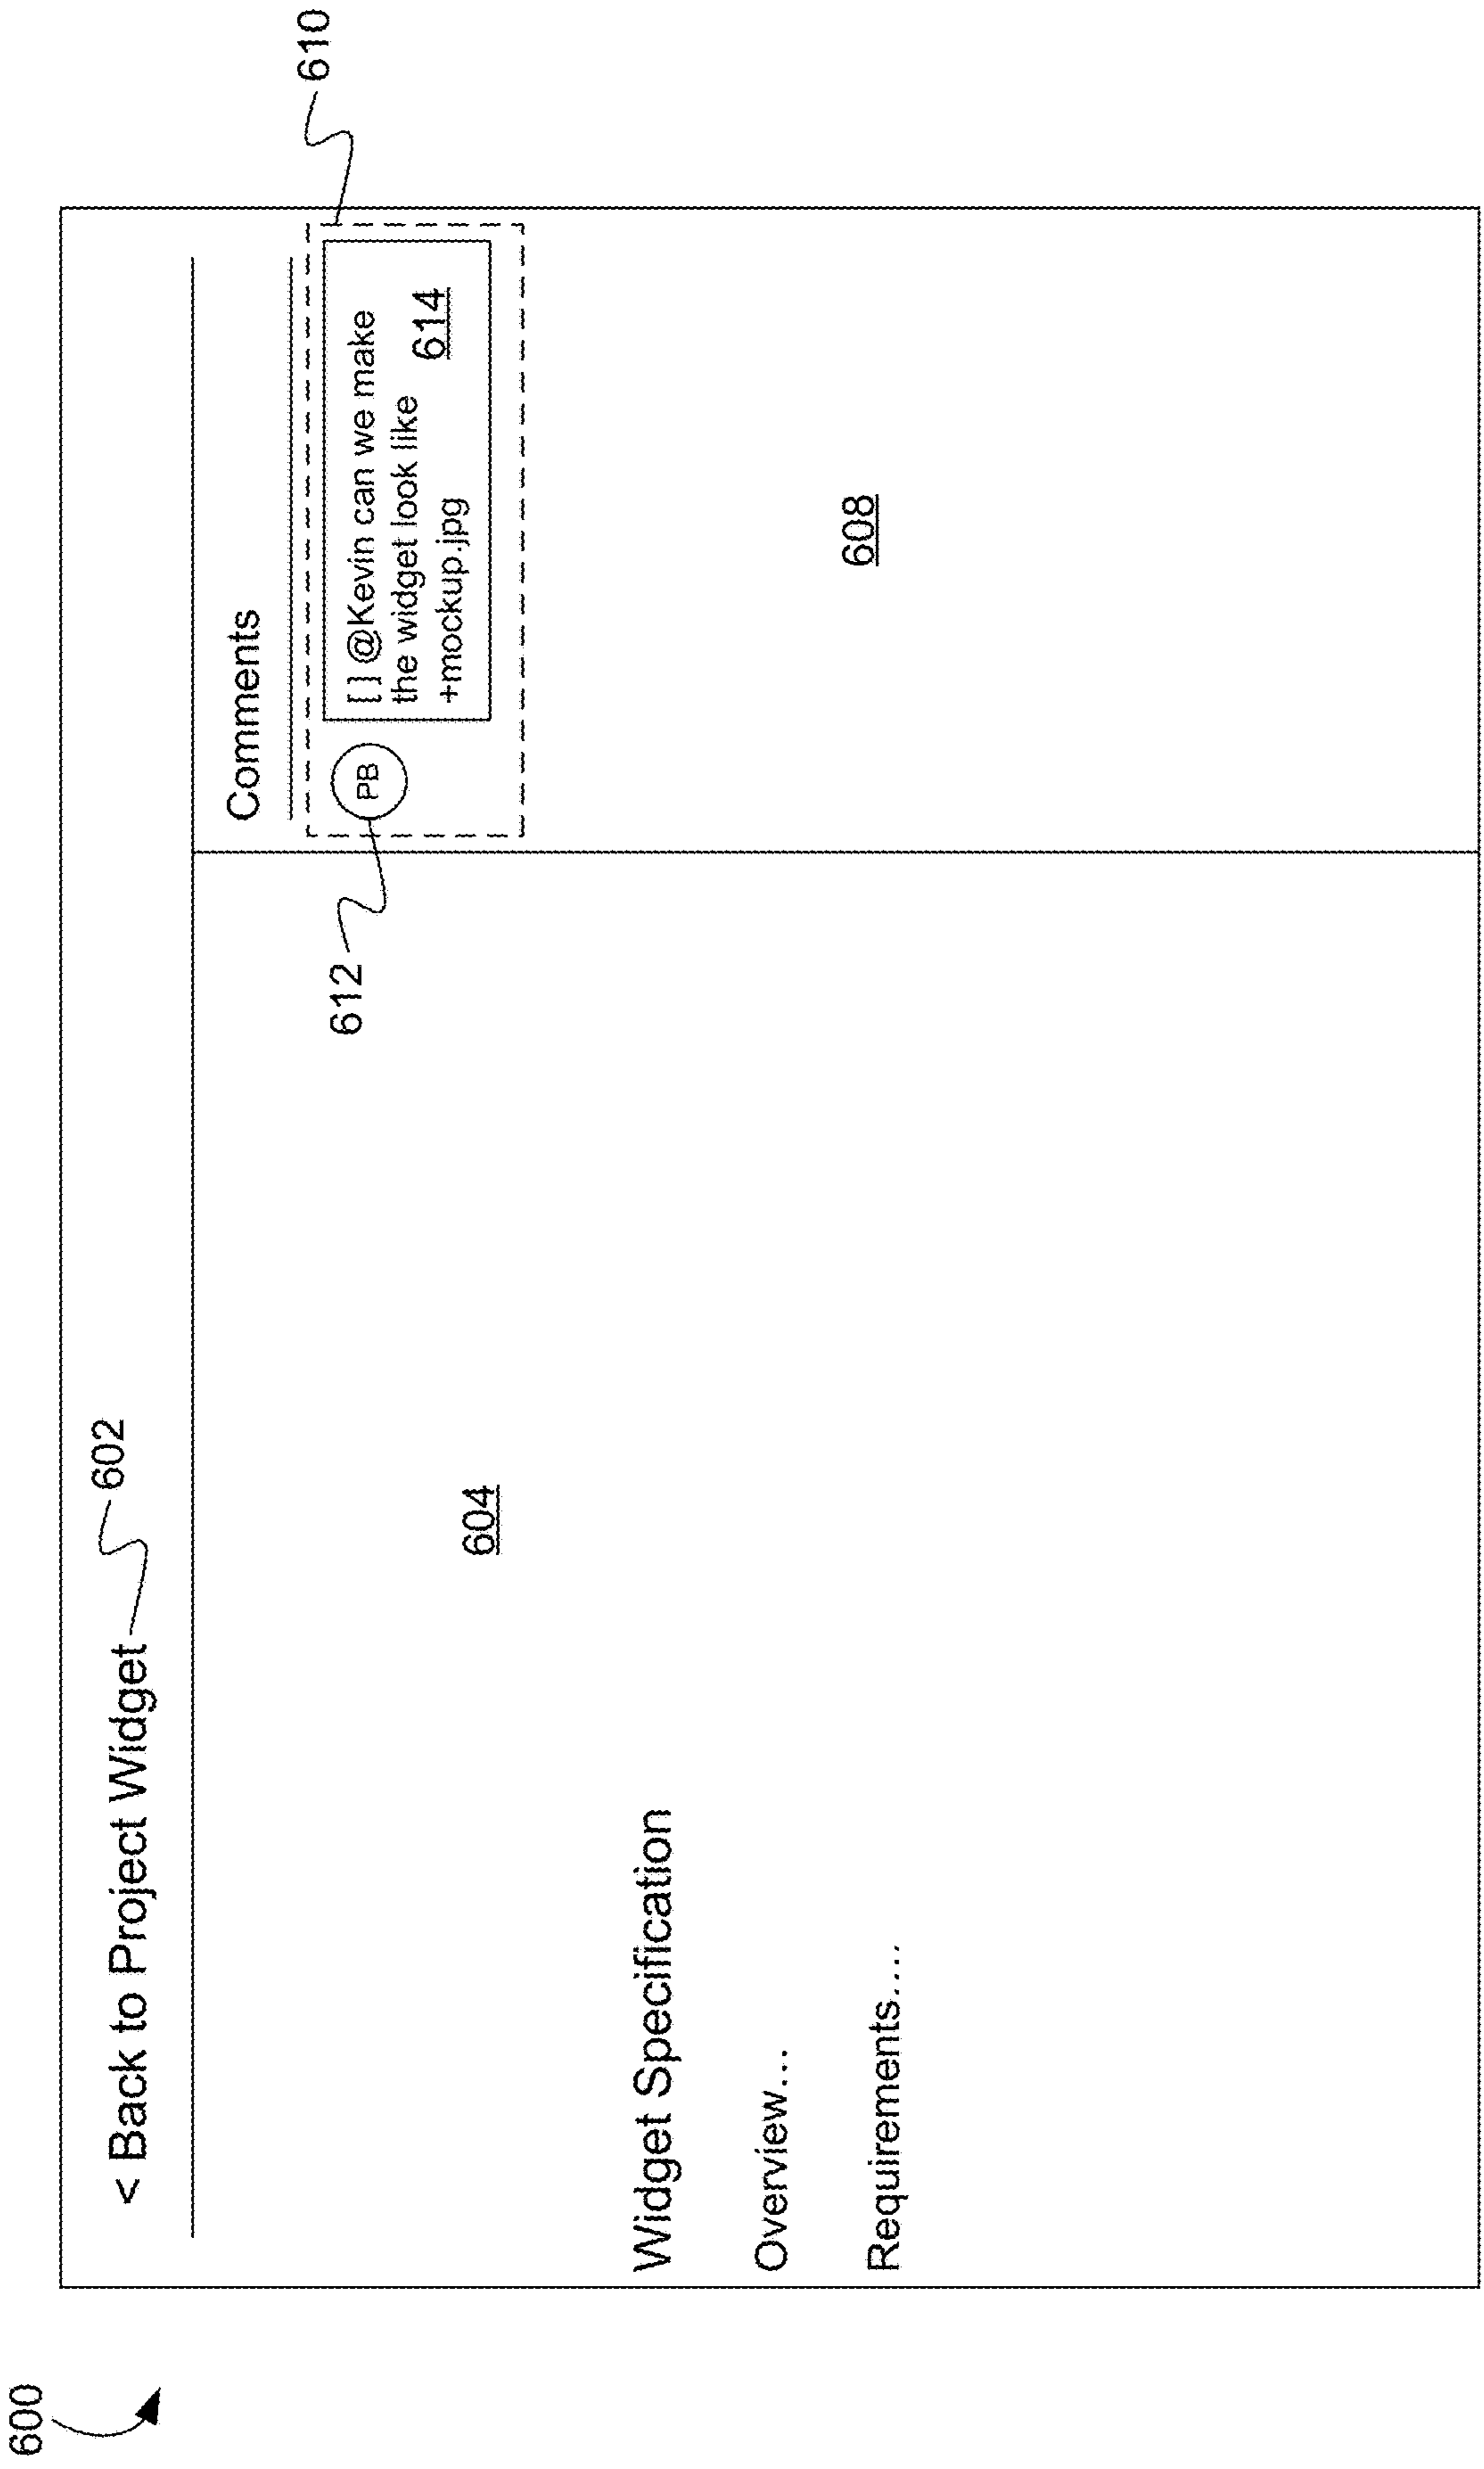 600
< Back to Project Widget
602
604
Widget Specification
Overview...
Requirements....
Comments
610
612
PB
[ ] @Kevin can we make
the widget look like
+mockup.jpg
614
608